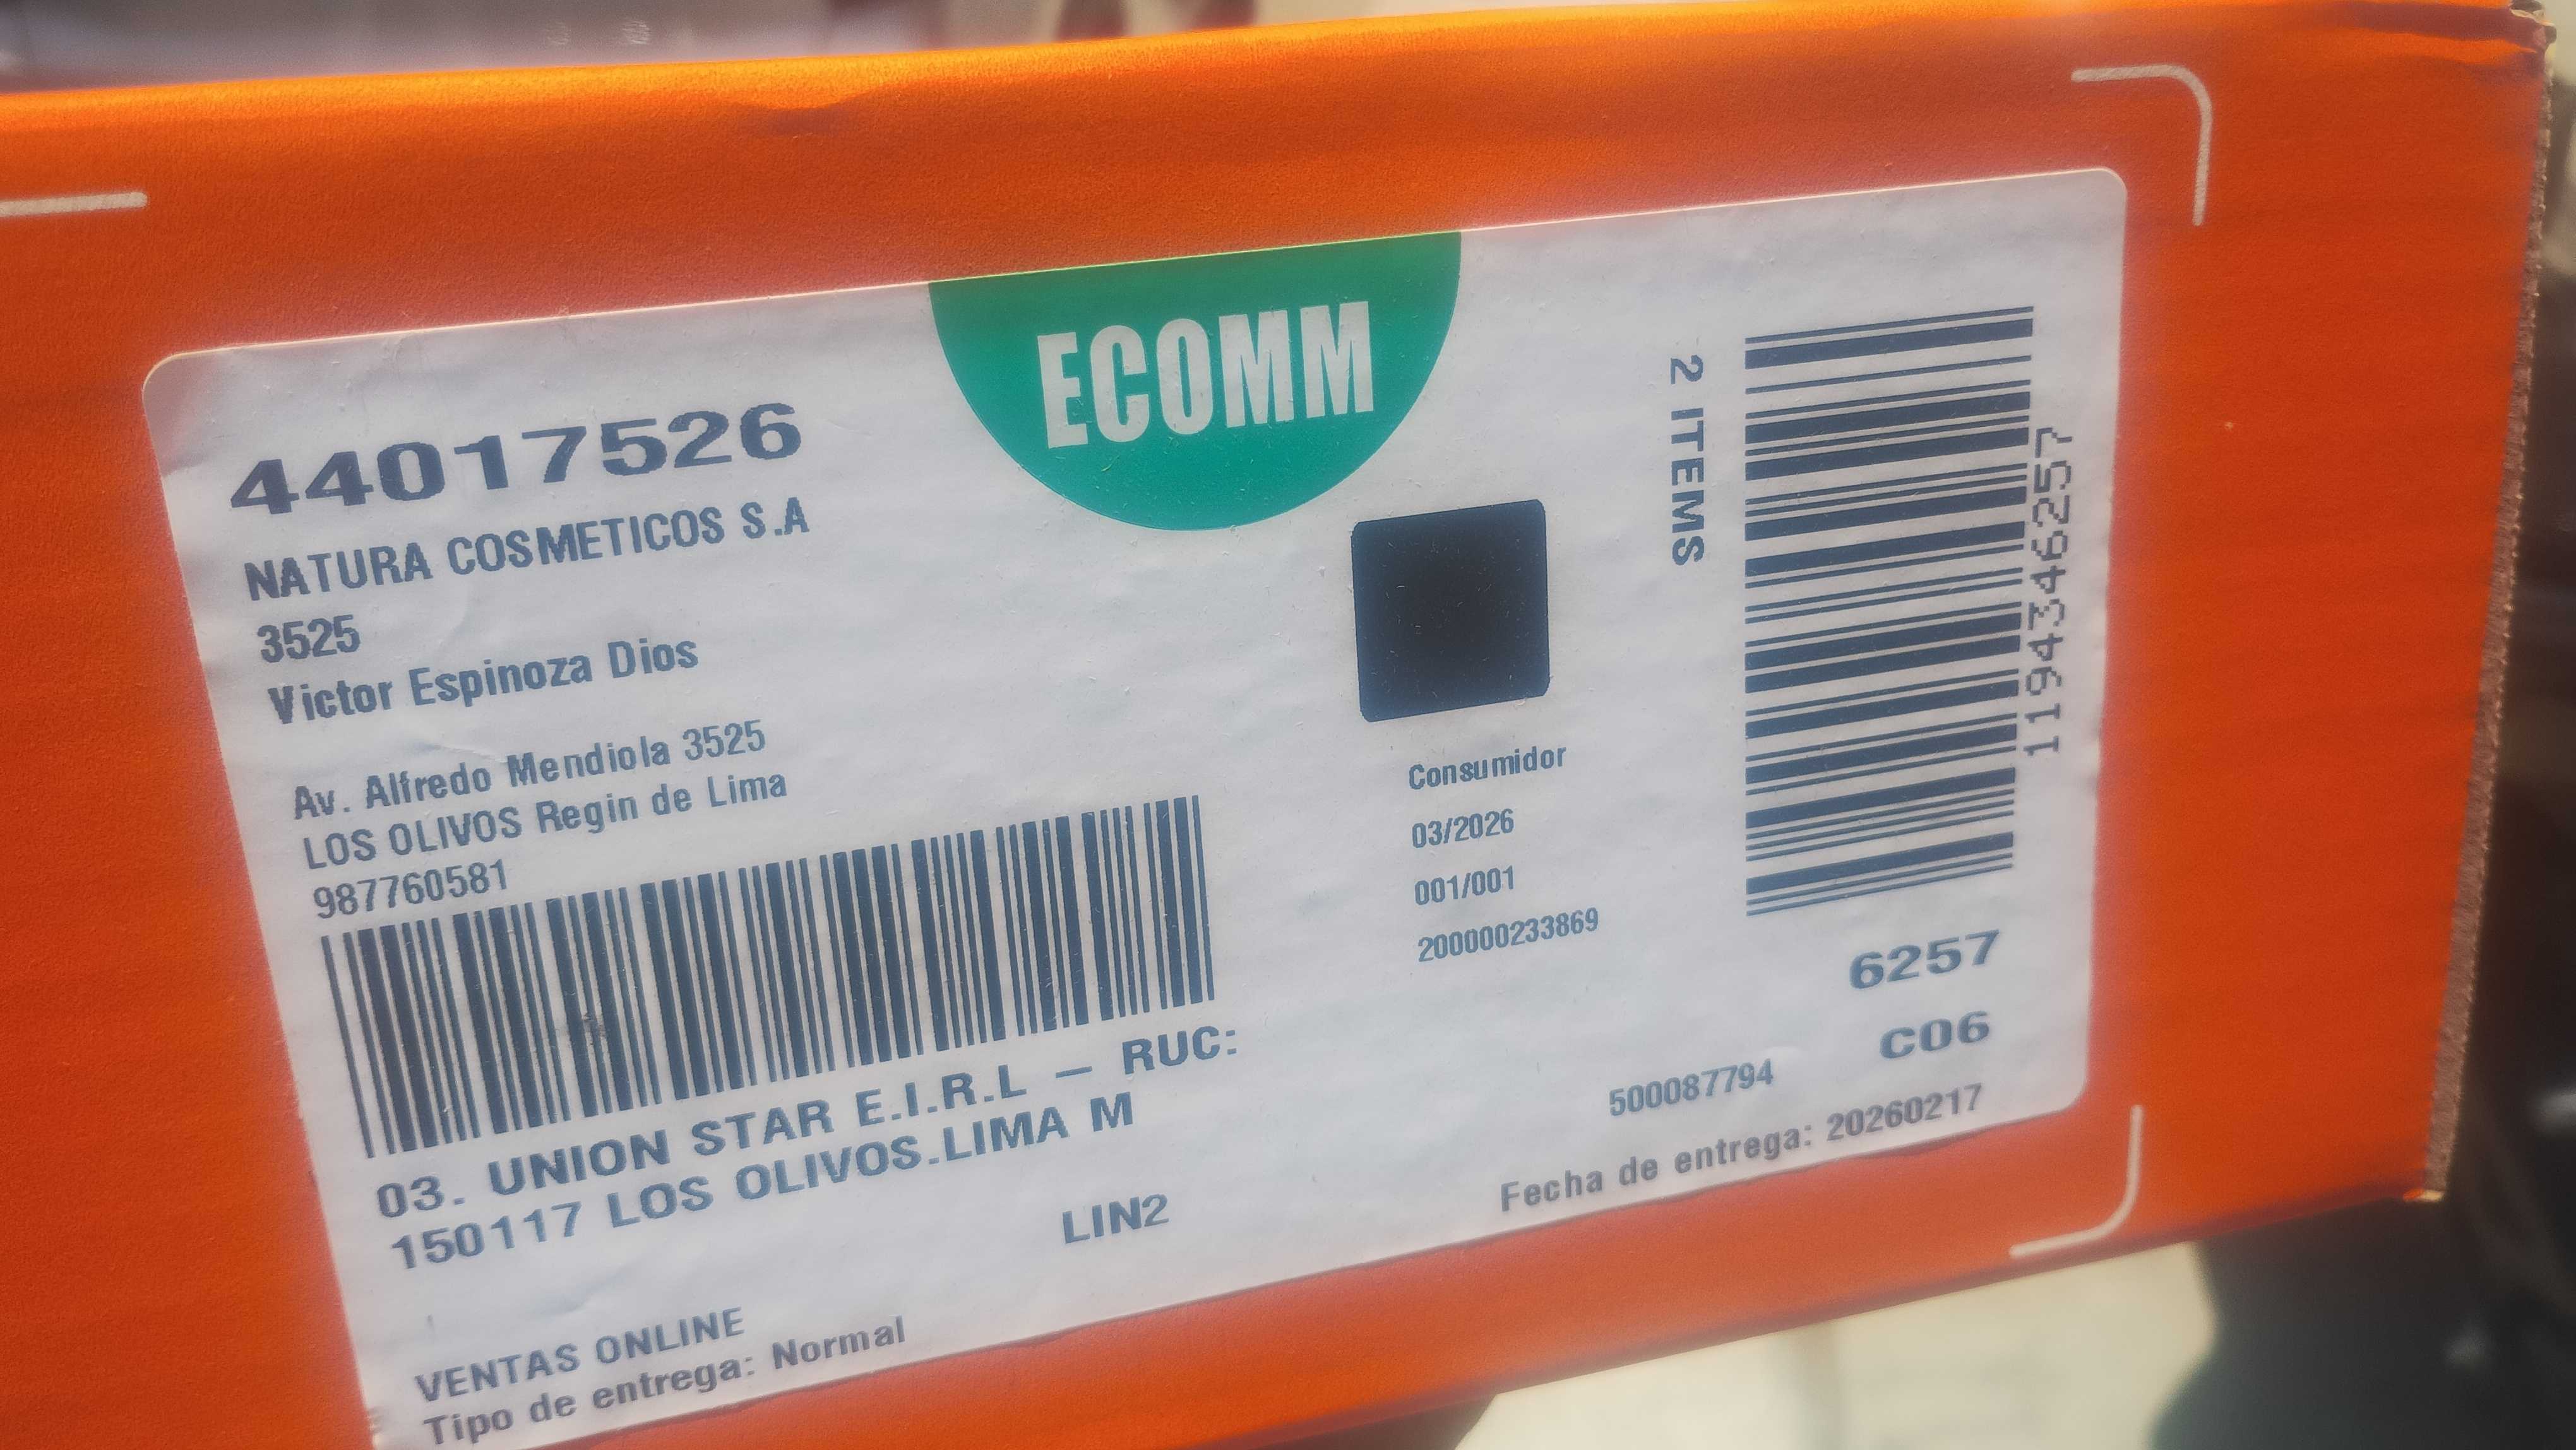 ECOMM
44017526
NATURA COSMETICOS S.A
3525
Victor Espinoza Dios
Av. Alfredo Mendiola 3525
LOS OLIVOS Regin de Lima
987760581
03. UNION STAR E.I.R.L – RUC:
150117 LOS OLIVOS.LIMA M
LIN2
VENTAS ONLINE
Tipo de entrega: Normal
Consumidor
03/2026
001/001
200000233869
2 ITEMS
1194346257
6257
C06
500087794
Fecha de entrega: 20260217